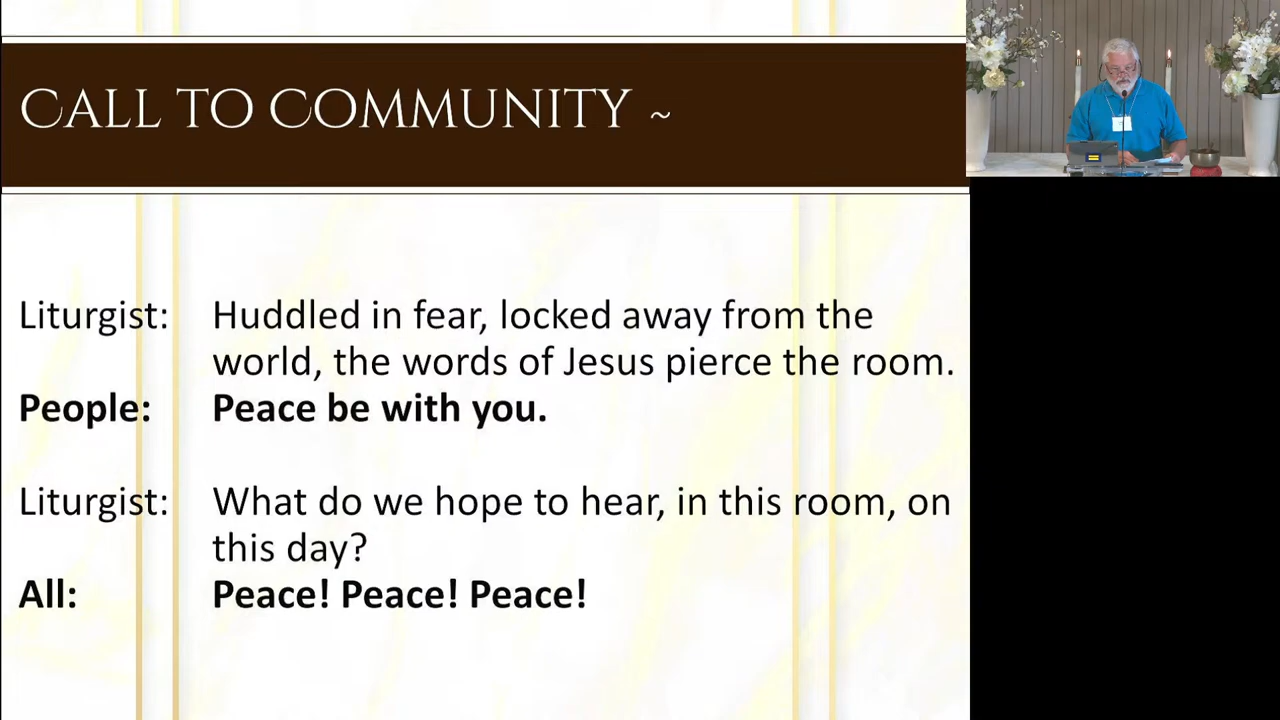 Call to Community ~
Liturgist: Huddled in fear, locked away from the
world, the words of Jesus pierce the room.
People: Peace be with you.
Liturgist: What do we hope to hear, in this room, on
this day?
All: Peace! Peace! Peace!